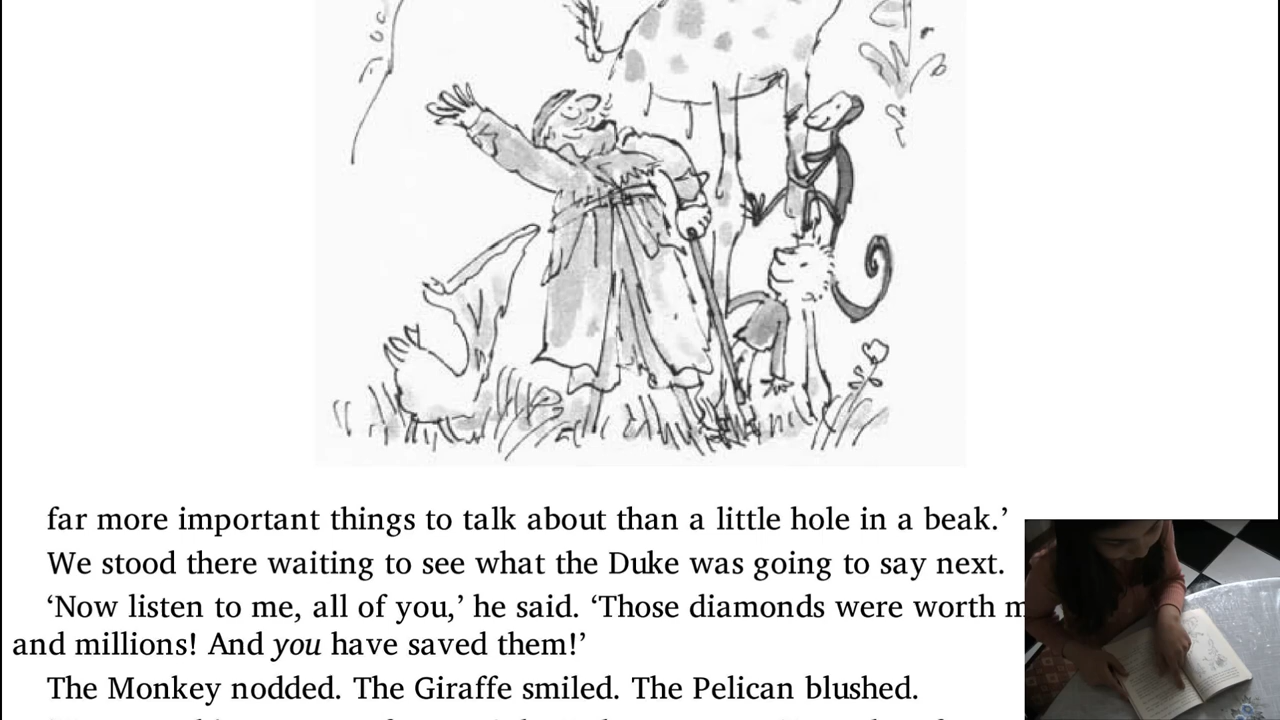 far more important things to talk about than a little hole in a beak.’
We stood there waiting to see what the Duke was going to say next.
‘Now listen to me, all of you,’ he said. ‘Those diamonds were worth
and millions! And you have saved them!’
The Monkey nodded. The Giraffe smiled. The Pelican blushed.